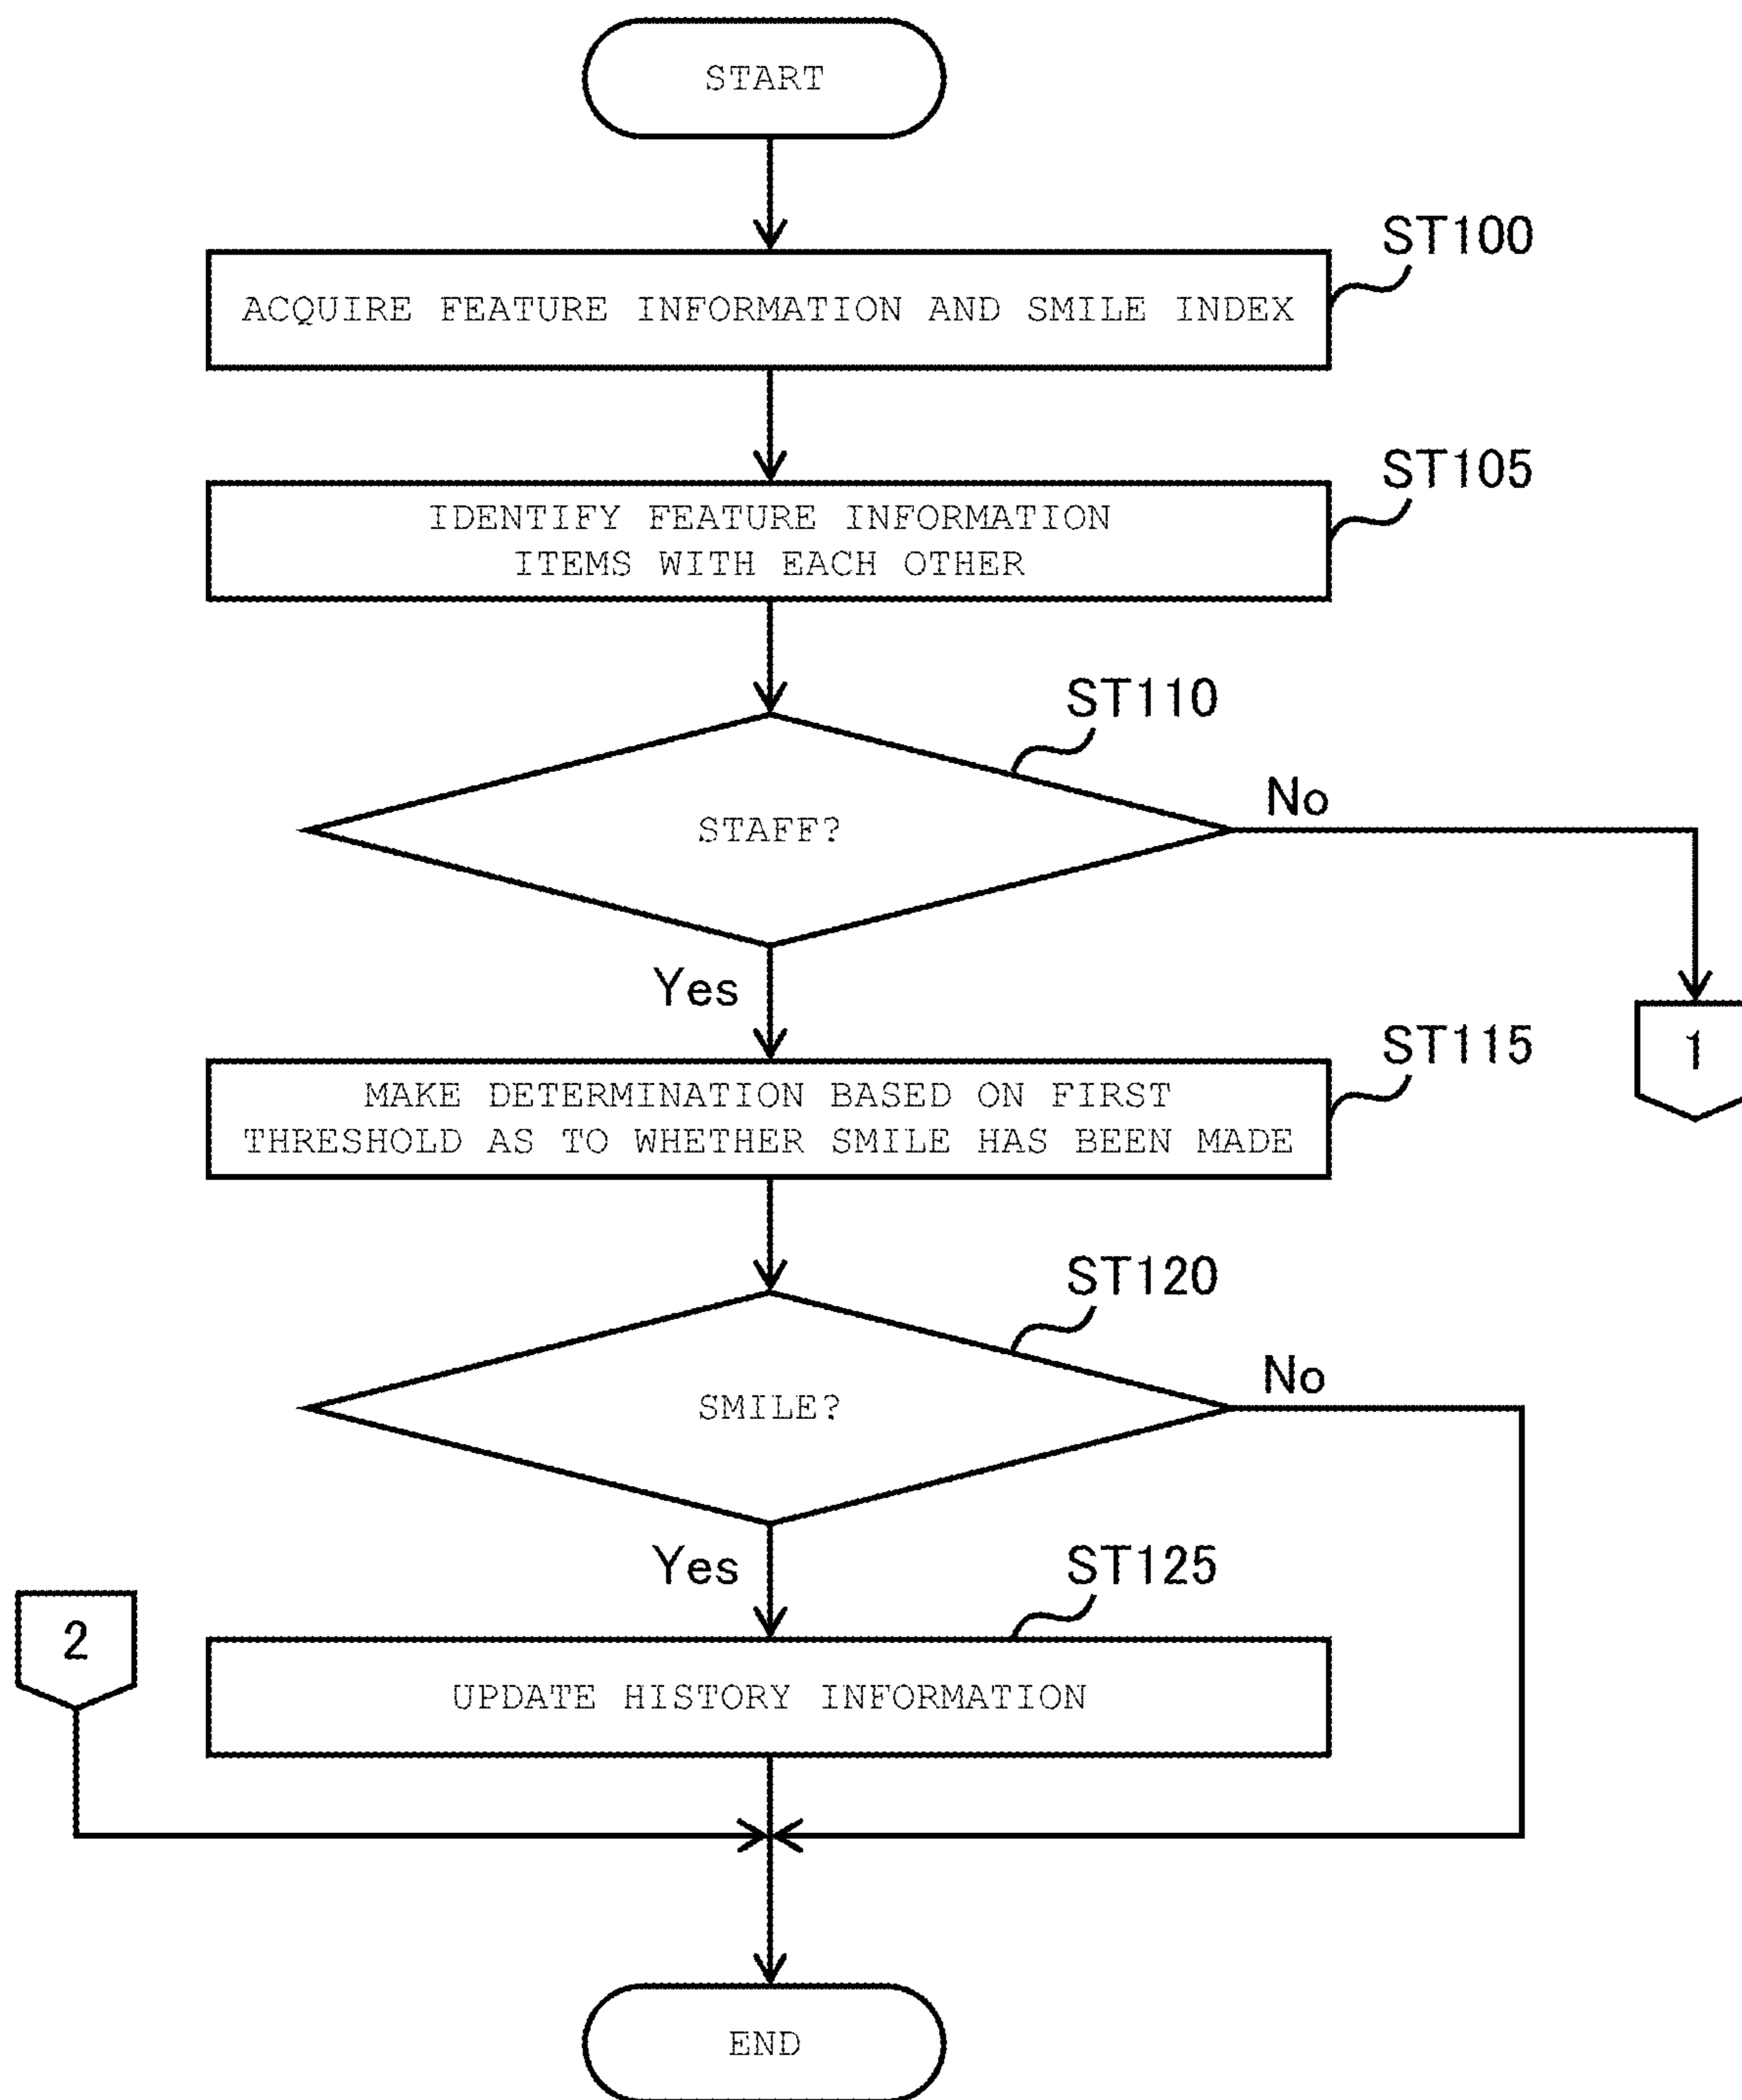 START
ST100
ACQUIRE FEATURE INFORMATION AND SMILE INDEX
ST105
IDENTIFY FEATURE INFORMATION
ITEMS WITH EACH OTHER
ST110
STAFF?
No
Yes
1
ST115
MAKE DETERMINATION BASED ON FIRST
THRESHOLD AS TO WHETHER SMILE HAS BEEN MADE
ST120
SMILE?
No
Yes
ST125
2
UPDATE HISTORY INFORMATION
END